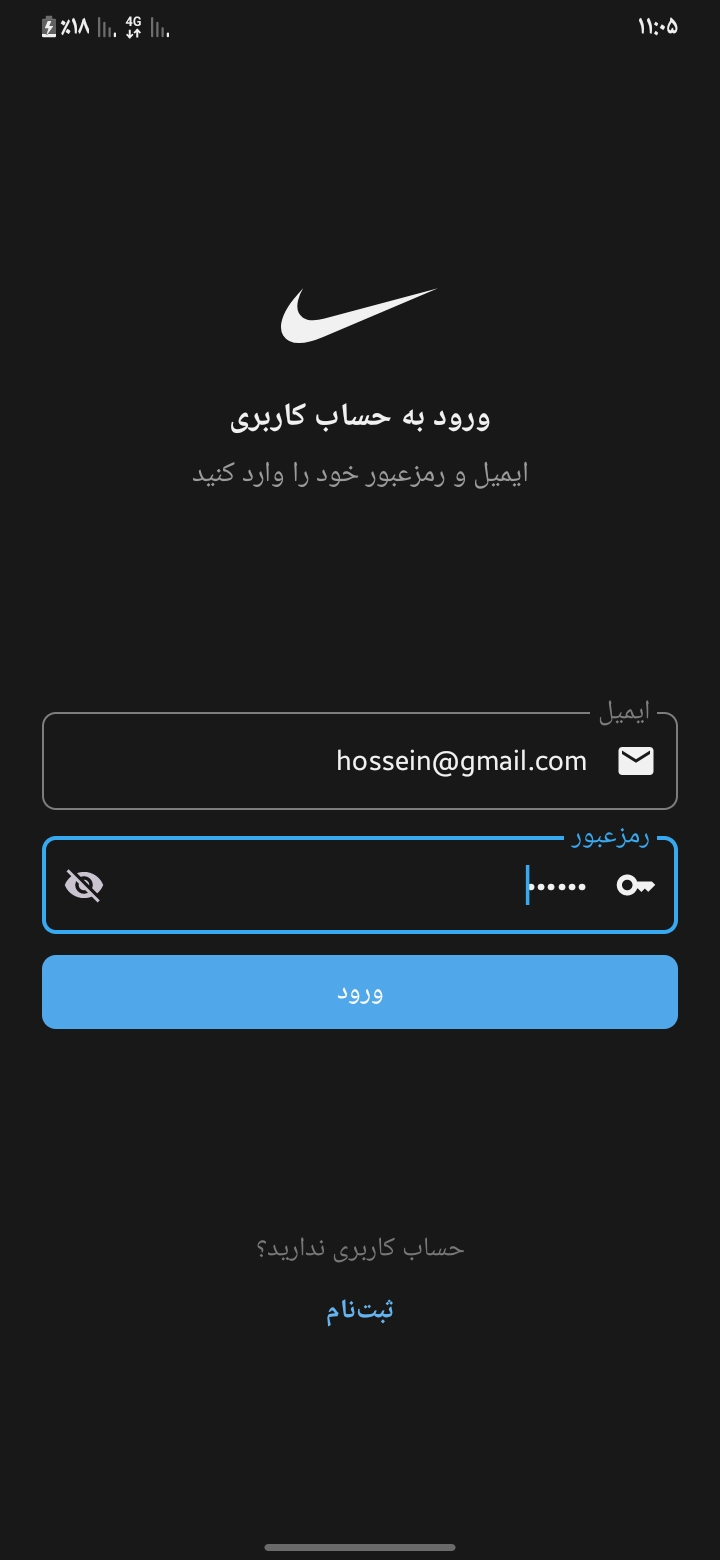 ٪۱۸ 4G ۱۱:۰۵
ورود به حساب کاربری
ایمیل و رمزعبور خود را وارد کنید
ایمیل
hossein@gmail.com
رمزعبور
••••••
ورود
حساب کاربری ندارید؟
ثبت‌نام